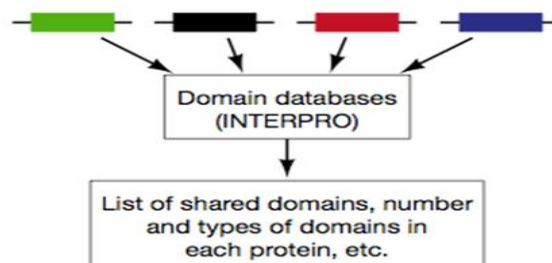 Domain databases
(INTERPRO)
List of shared domains, number
and types of domains in
each protein, etc.